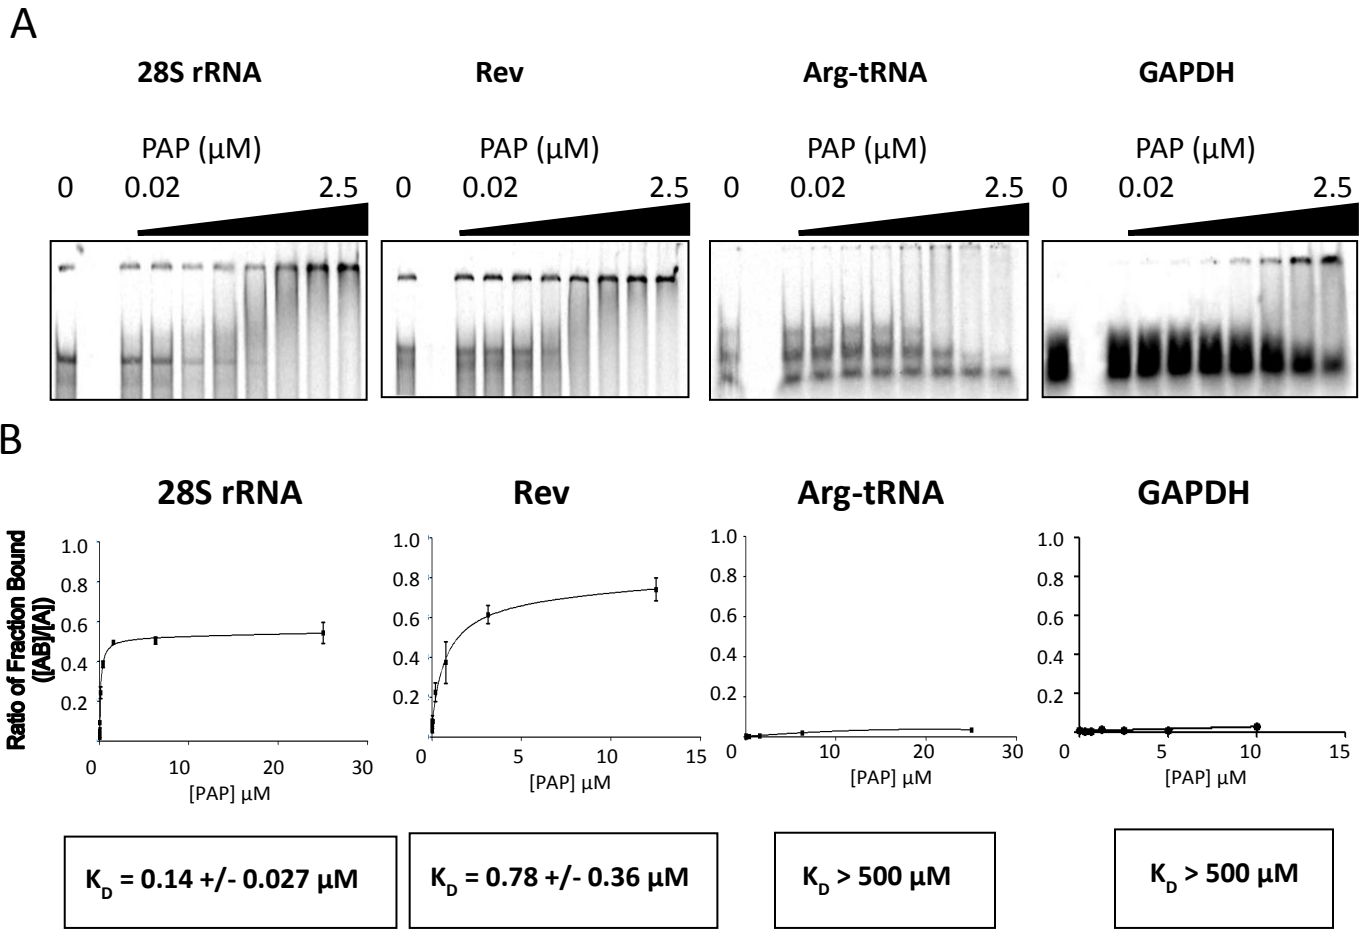 A
28S rRNA Rev Arg-tRNA GAPDH
PAP (µM) PAP (µM) PAP (µM) PAP (µM)
0 0.02 2.5 0 0.02 2.5 0 0.02 2.5 0 0.02 2.5
B
28S rRNA Rev Arg-tRNA GAPDH
Ratio of Fraction Bound
([AB]/[A])
1.0 1.0 1.0 1.0
0.8 0.8 0.8 0.8
0.6 0.6 0.6 0.6
0.4 0.4 0.4 0.4
0.2 0.2 0.2 0.2
0 10 20 30 0 5 10 15 0 10 20 30 0 5 10 15
[PAP] µM [PAP] µM [PAP] µM [PAP] µM
K_D = 0.14 +/- 0.027 µM K_D = 0.78 +/- 0.36 µM K_D > 500 µM K_D > 500 µM